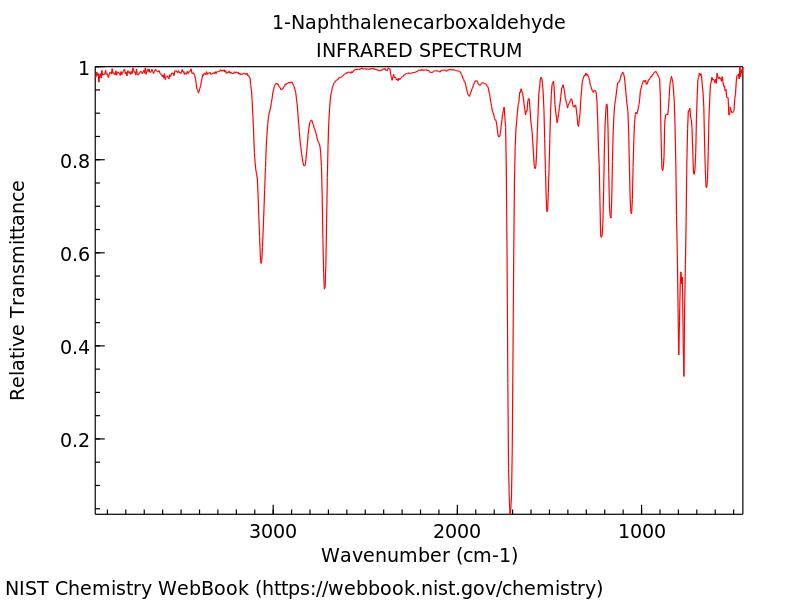 1-Naphthalenecarboxaldehyde
INFRARED SPECTRUM
1
0.8
0.6
0.4
0.2
Relative Transmittance
3000 2000 1000
Wavenumber (cm-1)
NIST Chemistry WebBook (https://webbook.nist.gov/chemistry)